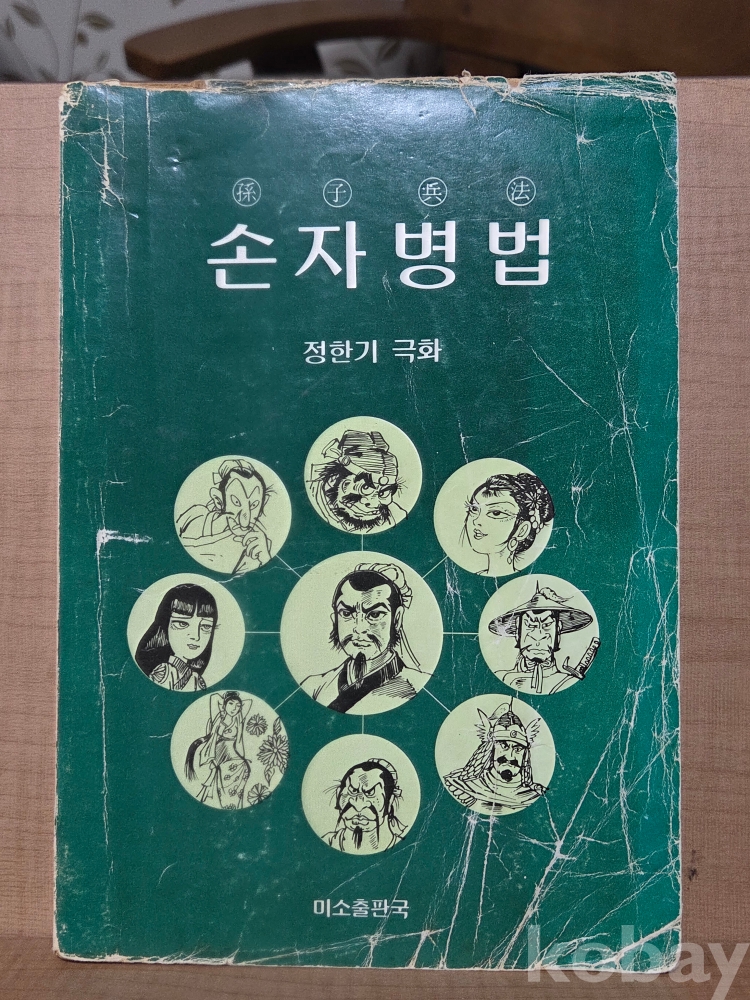 孫 子 兵 法
손자병법
정한기 극화
미소출판국
kobay